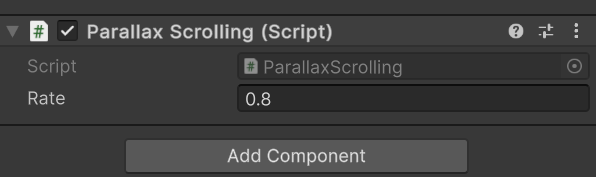 Parallax Scrolling (Script)
Script ParallaxScrolling
Rate 0.8
Add Component